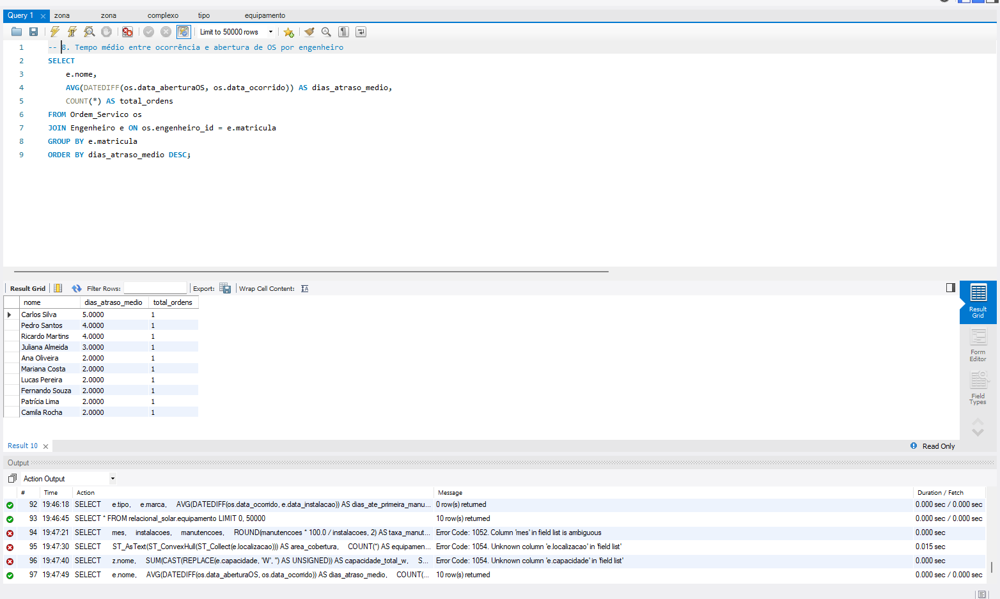 Query 1 zona zona complexo tipo equipamento
Limit to 50000 rows
1 -- 8. Tempo médio entre ocorrência e abertura de OS por engenheiro
2 SELECT
3 e.nome,
4 AVG(DATEDIFF(os.data_aberturaOS, os.data_ocorrido)) AS dias_atraso_medio,
5 COUNT(*) AS total_ordens
6 FROM Ordem_Servico os
7 JOIN Engenheiro e ON os.engenheiro_id = e.matricula
8 GROUP BY e.matricula
9 ORDER BY dias_atraso_medio DESC;
Result Grid Filter Rows: Export: Wrap Cell Content:
nome dias_atraso_medio total_ordens
Carlos Silva 5.0000 1
Pedro Santos 4.0000 1
Ricardo Martins 4.0000 1
Juliana Almeida 3.0000 1
Ana Oliveira 2.0000 1
Mariana Costa 2.0000 1
Lucas Pereira 2.0000 1
Fernando Souza 2.0000 1
Patrícia Lima 2.0000 1
Camila Rocha 2.0000 1
Result
Grid
Form
Editor
Field
Types
Result 10 Read Only
Output
Action Output
# Time Action Message Duration / Fetch
92 19:46:18 SELECT e.tipo, e.marca, AVG(DATEDIFF(os.data_ocorrido, e.data_instalacao)) AS dias_ate_primeira_manu... 0 row(s) returned 0.000 sec / 0.000 sec
93 19:46:45 SELECT * FROM relacional_solar.equipamento LIMIT 0, 50000 10 row(s) returned 0.000 sec / 0.000 sec
94 19:47:21 SELECT mes, instalacoes, manutencoes, ROUND(manutencoes * 100.0 / instalacoes, 2) AS taxa_manut... Error Code: 1052. Column 'mes' in field list is ambiguous 0.000 sec
95 19:47:30 SELECT ST_AsText(ST_ConvexHull(ST_Collect(e.localizacao))) AS area_cobertura, COUNT(*) AS equipamen... Error Code: 1054. Unknown column 'e.localizacao' in 'field list' 0.015 sec
96 19:47:40 SELECT z.nome, SUM(CAST(REPLACE(e.capacidade, 'W', '') AS UNSIGNED)) AS capacidade_total_w, S... Error Code: 1054. Unknown column 'e.capacidade' in 'field list' 0.000 sec
97 19:47:49 SELECT e.nome, AVG(DATEDIFF(os.data_aberturaOS, os.data_ocorrido)) AS dias_atraso_medio, COUNT(... 10 row(s) returned 0.000 sec / 0.000 sec